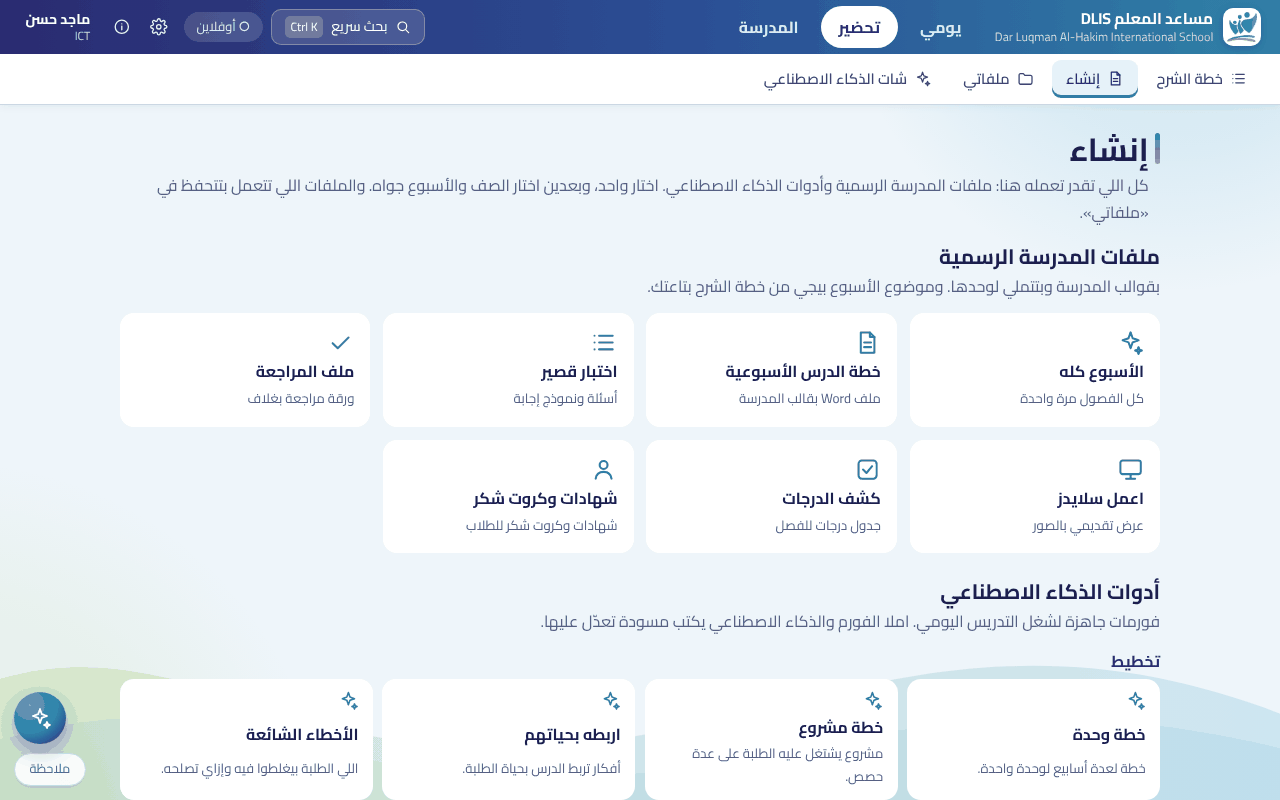 مساعد المعلم DLIS
Dar Luqman Al-Hakim International School
يومي
تحضير
المدرسة
بحث سريع Ctrl K
أوفلاين
ماجد حسن
ICT
خطة الشرح
إنشاء
ملفاتي
شات الذكاء الاصطناعي
إنشاء
كل اللي تقدر تعمله هنا: ملفات المدرسة الرسمية وأدوات الذكاء الاصطناعي. اختار واحد، وبعدين اختار الصف والأسبوع جواه. والملفات اللي تتعمل بتتحفظ في
«ملفاتي».
ملفات المدرسة الرسمية
بقوالب المدرسة وبتتملي لوحدها. وموضوع الأسبوع بيجي من خطة الشرح بتاعتك.
الأسبوع كله
كل الفصول مرة واحدة
خطة الدرس الأسبوعية
ملف Word بقالب المدرسة
اختبار قصير
أسئلة ونموذج إجابة
ملف المراجعة
ورقة مراجعة بغلاف
اعمل سلايدز
عرض تقديمي بالصور
كشف الدرجات
جدول درجات للفصل
شهادات وكروت شكر
شهادات وكروت شكر للطلاب
أدوات الذكاء الاصطناعي
فورمات جاهزة لشغل التدريس اليومي. املا الفورم والذكاء الاصطناعي يكتب مسودة تعدّل عليها.
تخطيط
خطة وحدة
خطة لعدة أسابيع لوحدة واحدة.
خطة مشروع
مشروع يشتغل عليه الطلبة على عدة
حصص.
اربطه بحياتهم
أفكار تربط الدرس بحياة الطلبة.
الأخطاء الشائعة
اللي الطلبة بيغلطوا فيه وإزاي تصلحه.
ملاحظة